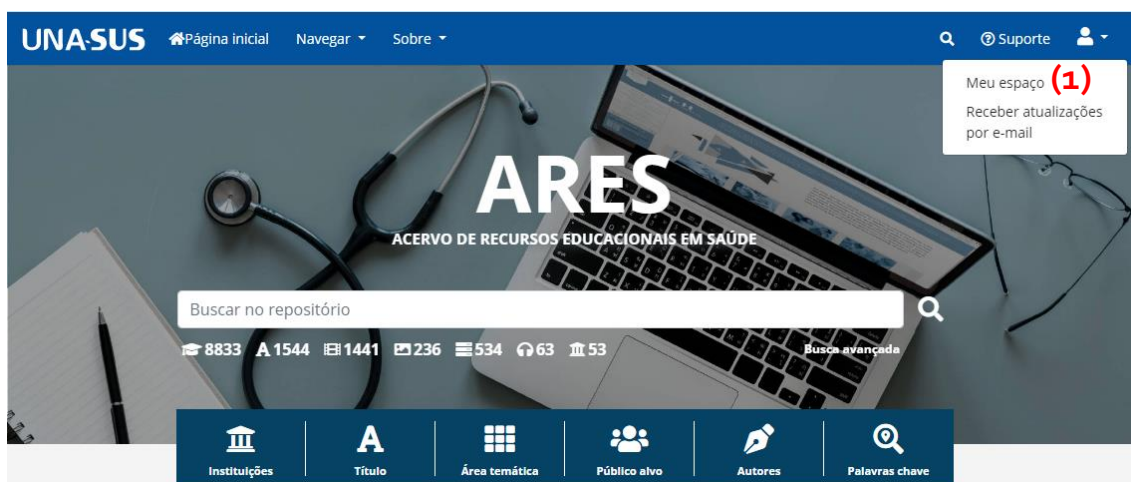 UNA-SUS Página inicial Navegar Sobre Suporte
Meu espaço (1)
Receber atualizações
por e-mail
ARES
ACERVO DE RECURSOS EDUCACIONAIS EM SAÚDE
Buscar no repositório
8833 A 1544 1441 236 534 63 53 Busca avançada
Instituições Título Área temática Público alvo Autores Palavras chave